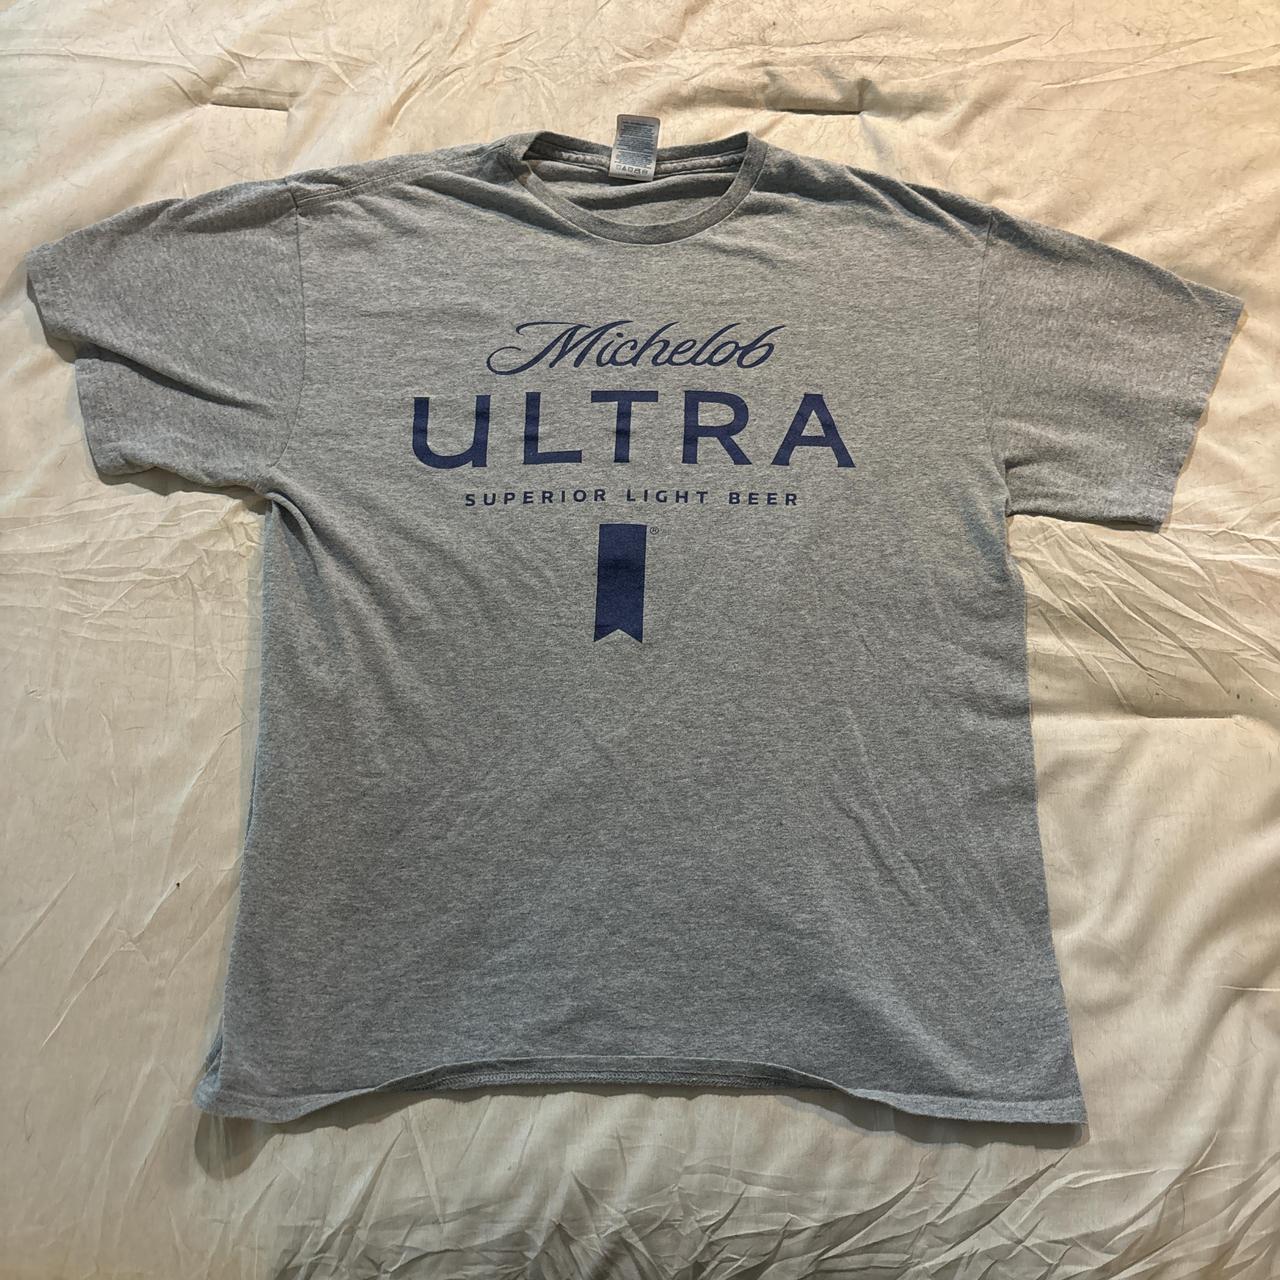 Michelob
ULTRA
SUPERIOR LIGHT BEER
®